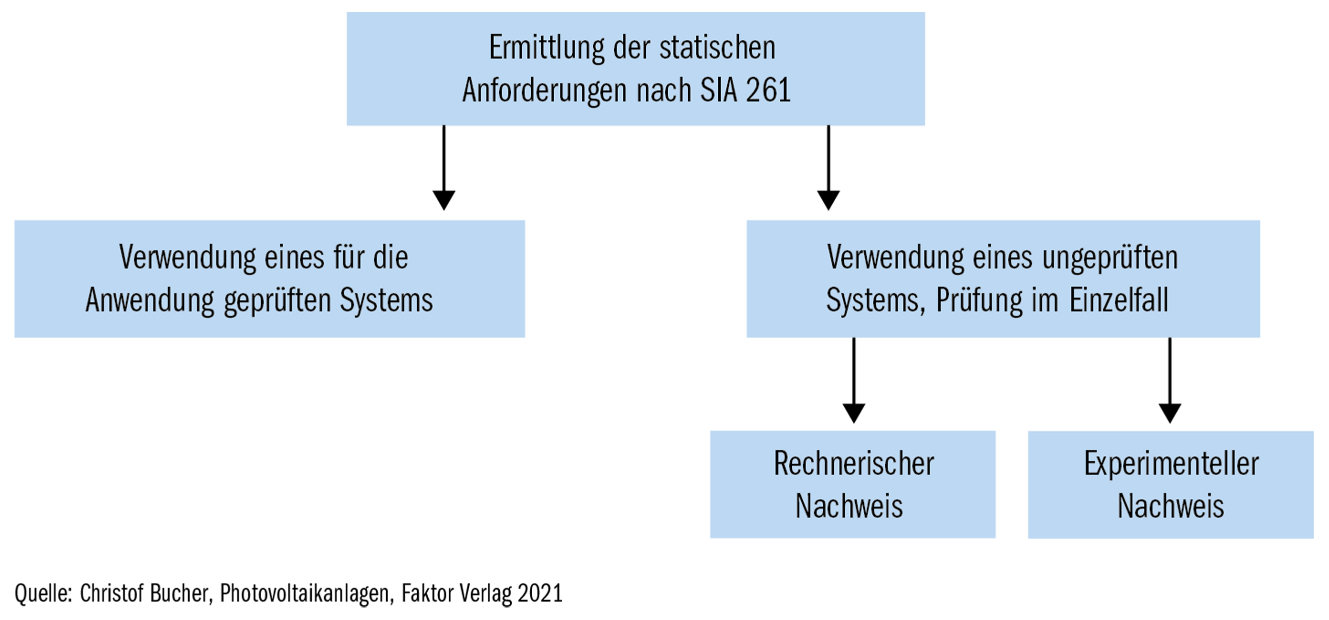 Ermittlung der statischen
Anforderungen nach SIA 261
Verwendung eines für die
Anwendung geprüften Systems
Verwendung eines ungeprüften
Systems, Prüfung im Einzelfall
Rechnerischer
Nachweis
Experimenteller
Nachweis
Quelle: Christof Bucher, Photovoltaikanlagen, Faktor Verlag 2021